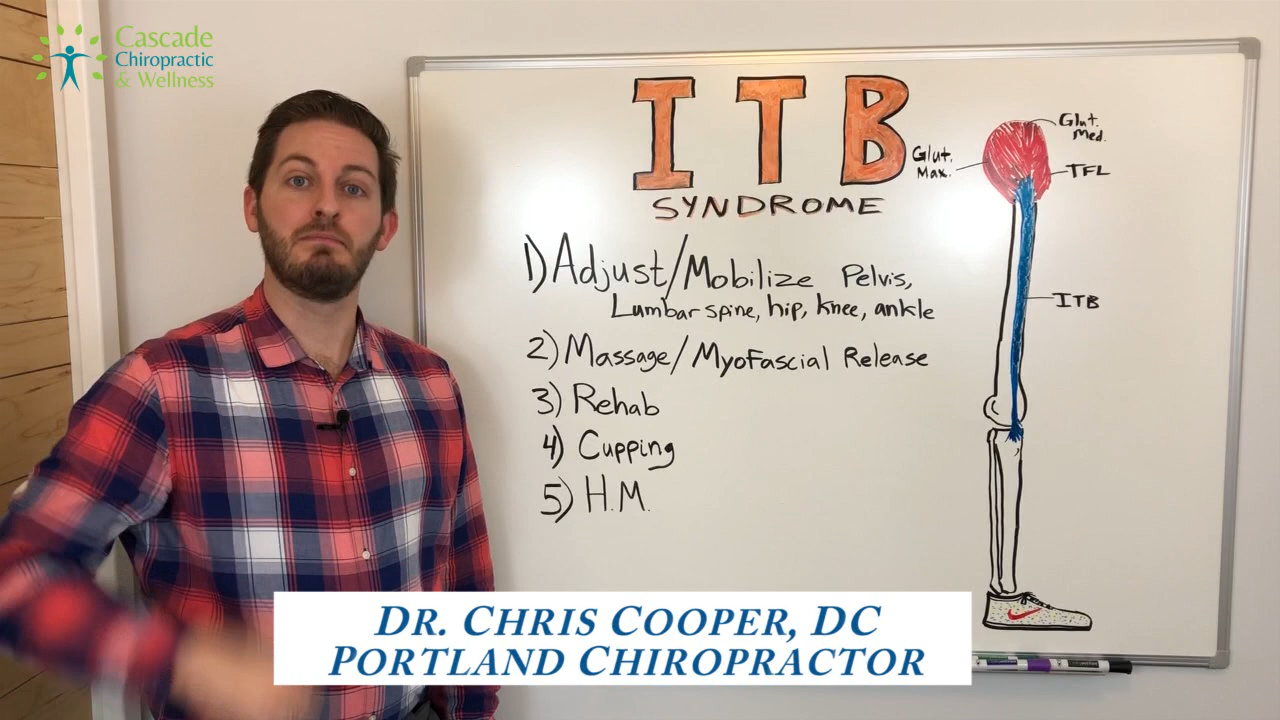 Cascade
Chiropractic
& Wellness
ITB
SYNDROME
1) Adjust/Mobilize Pelvis,
Lumbar spine, hip, knee, ankle
2) Massage/Myofascial Release
3) Rehab
4) Cupping
5) H.M.
Glut.
Med.
Glut.
Max.
TFL
ITB
DR. CHRIS COOPER, DC
PORTLAND CHIROPRACTOR